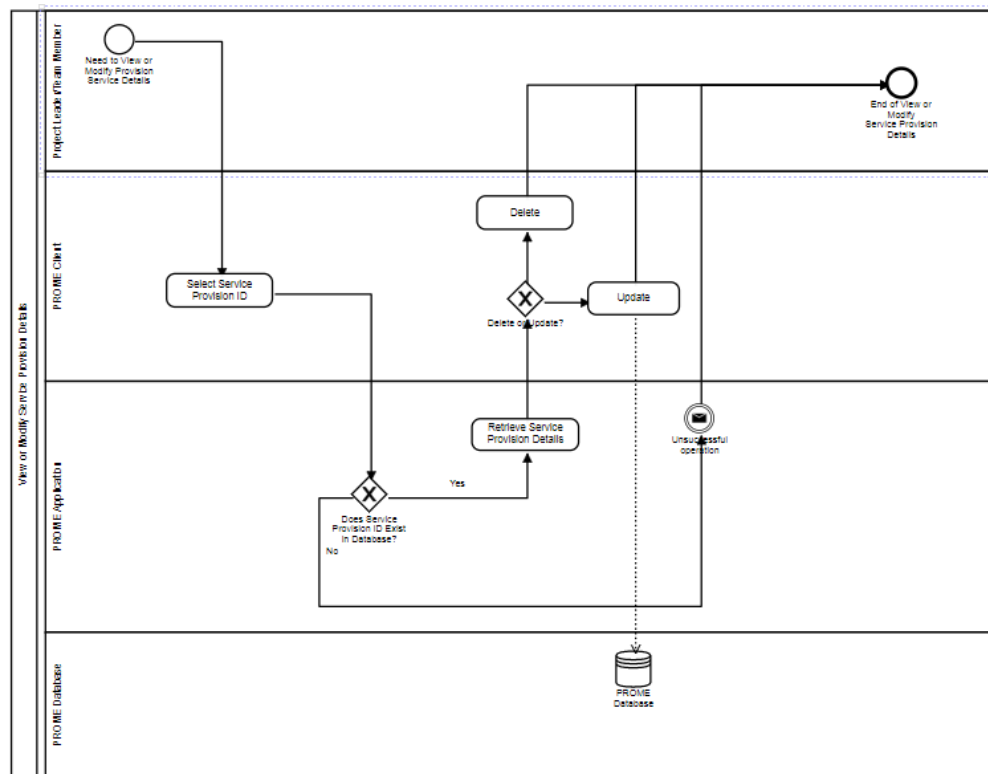 View or Modify Service Provision Details
Project Leader/Team Member
Need to View or
Modify Provision
Service Details
End of View or
Modify
Service Provision
Details
PROME Client
Select Service
Provision ID
Delete
Delete or Update?
Update
PROME Application
Retrieve Service
Provision Details
Unsuccessful
operation
Yes
Does Service
Provision ID Exist
in Database?
No
PROME Database
PROME
Database